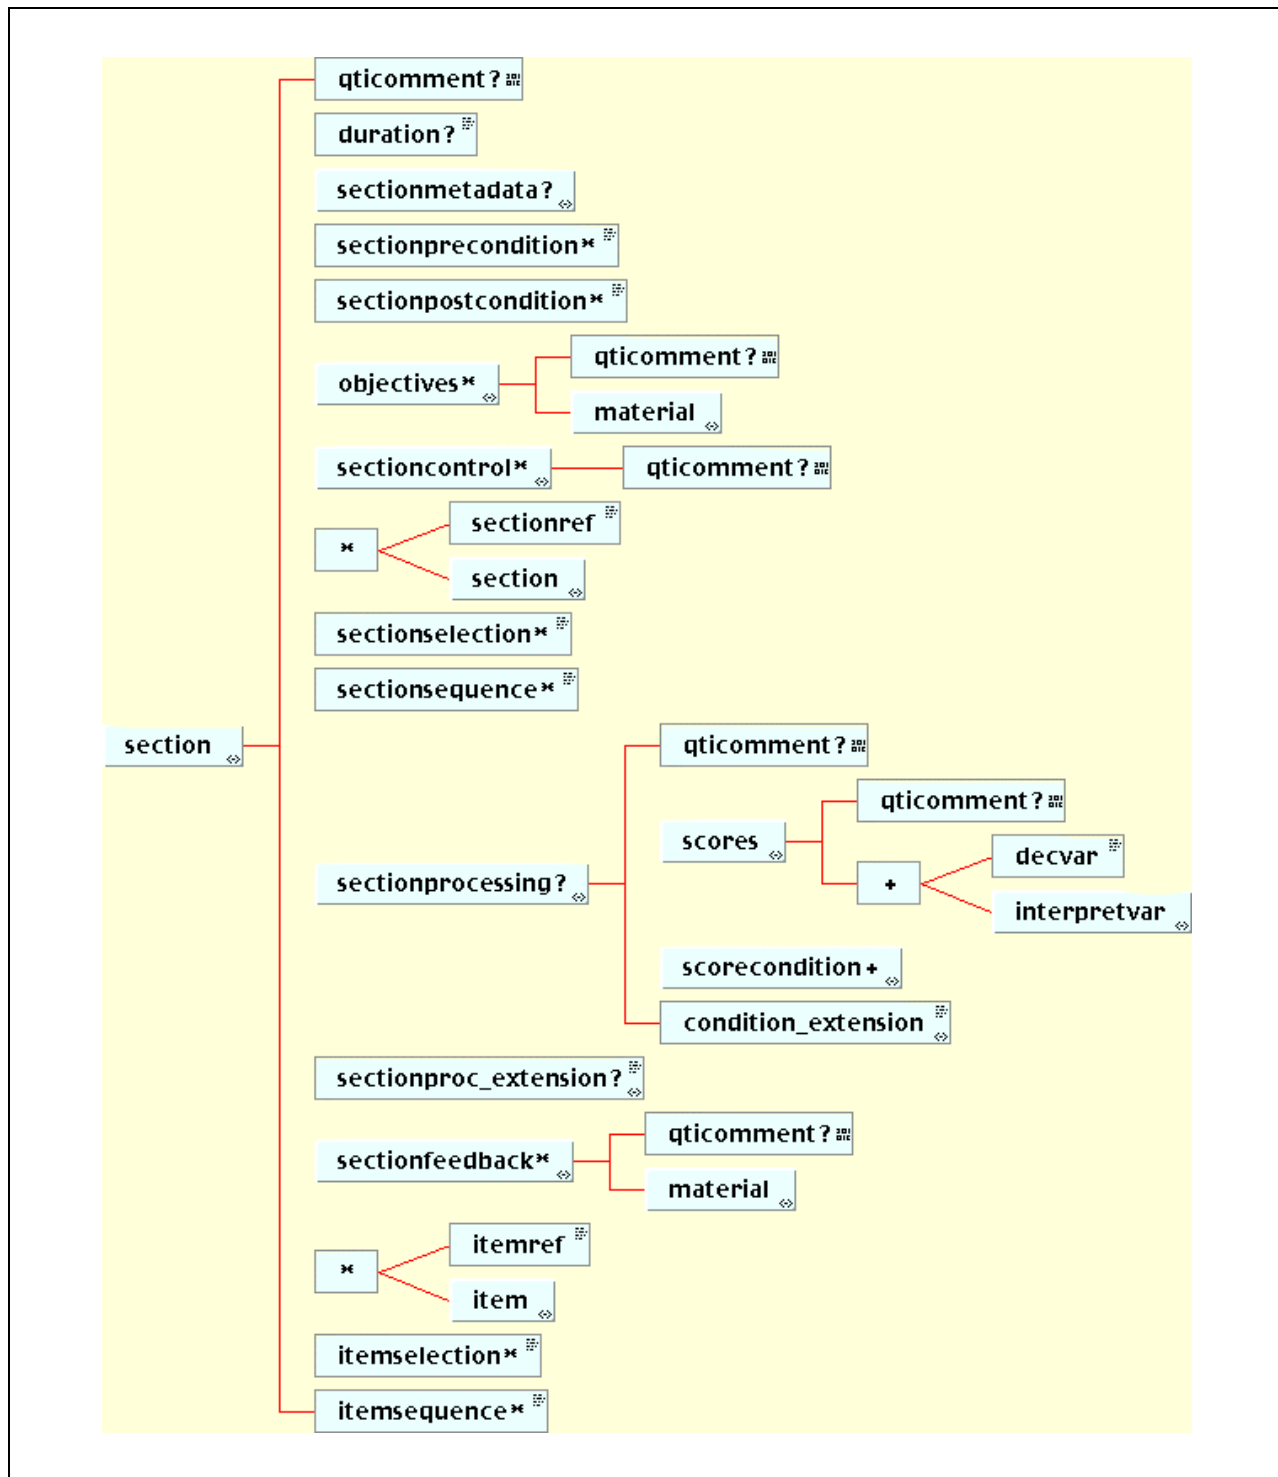 qticomment?
duration?
sectionmetadata?
sectionprecondition*
sectionpostcondition*
qticomment?
objectives*
material
sectioncontrol* qticomment?
sectionref
*
section
sectionselection*
sectionsequence*
section qticomment?
qticomment?
scores
decvar
sectionprocessing? +
interpretvar
scorecondition+
condition_extension
sectionproc_extension?
qticomment?
sectionfeedback*
material
itemref
*
item
itemselection*
itemsequence*